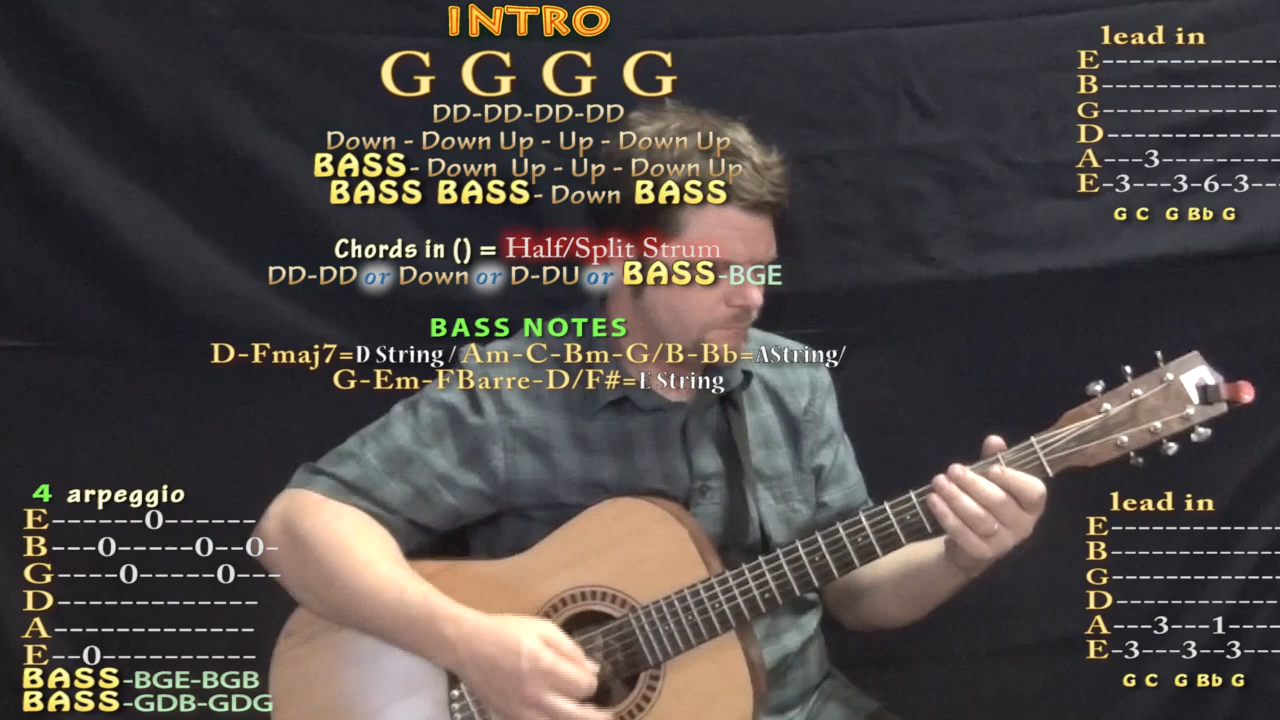 INTRO
G G G G
DD-DD-DD-DD
Down - Down Up - Up - Down Up
BASS- Down Up - Up - Down Up
BASS BASS- Down BASS
Chords in () = Half/Split Strum
DD-DD or Down or D-DU or BASS-BGE
BASS NOTES
D-Fmaj7=D String / Am-C-Bm-G/B-Bb=AString/
G-Em-FBarre-D/F#=E String
lead in
E-----------
B-----------
G-----------
D-----------
A---3--------
E-3---3-6-3--
G C G Bb G
4 arpeggio
E------0------
B---0-----0--0-
G----0-----0---
D-------------
A-------------
E--0----------
BASS-BGE-BGB
BASS-GDB-GDG
lead in
E-----------
B-----------
G-----------
D-----------
A---3---1----
E-3---3--3---
G C G Bb G